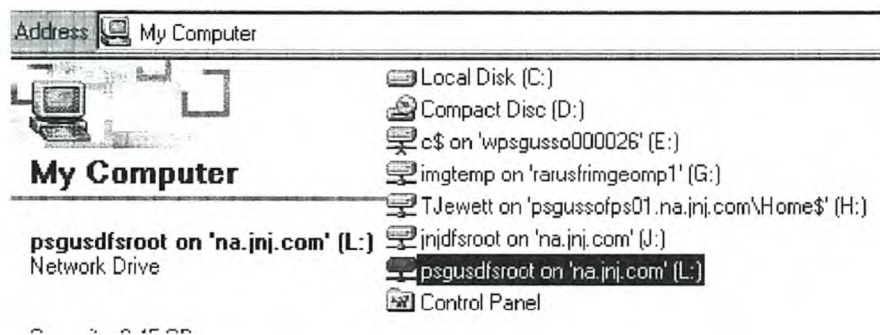 Address My Computer
Local Disk (C:)
Compact Disc (D:)
c$ on 'wpsgusso000026' (E:)
My Computer
imgtemp on 'rarusfrimgeomp1' (G:)
TJewett on 'psgussofps01.na.jnj.com\Home$' (H:)
psgusdfsroot on 'na.jnj.com' (L:)
Network Drive
jnjdfsroot on 'na.jnj.com' (J:)
psgusdfsroot on 'na.jnj.com' (L:)
Control Panel